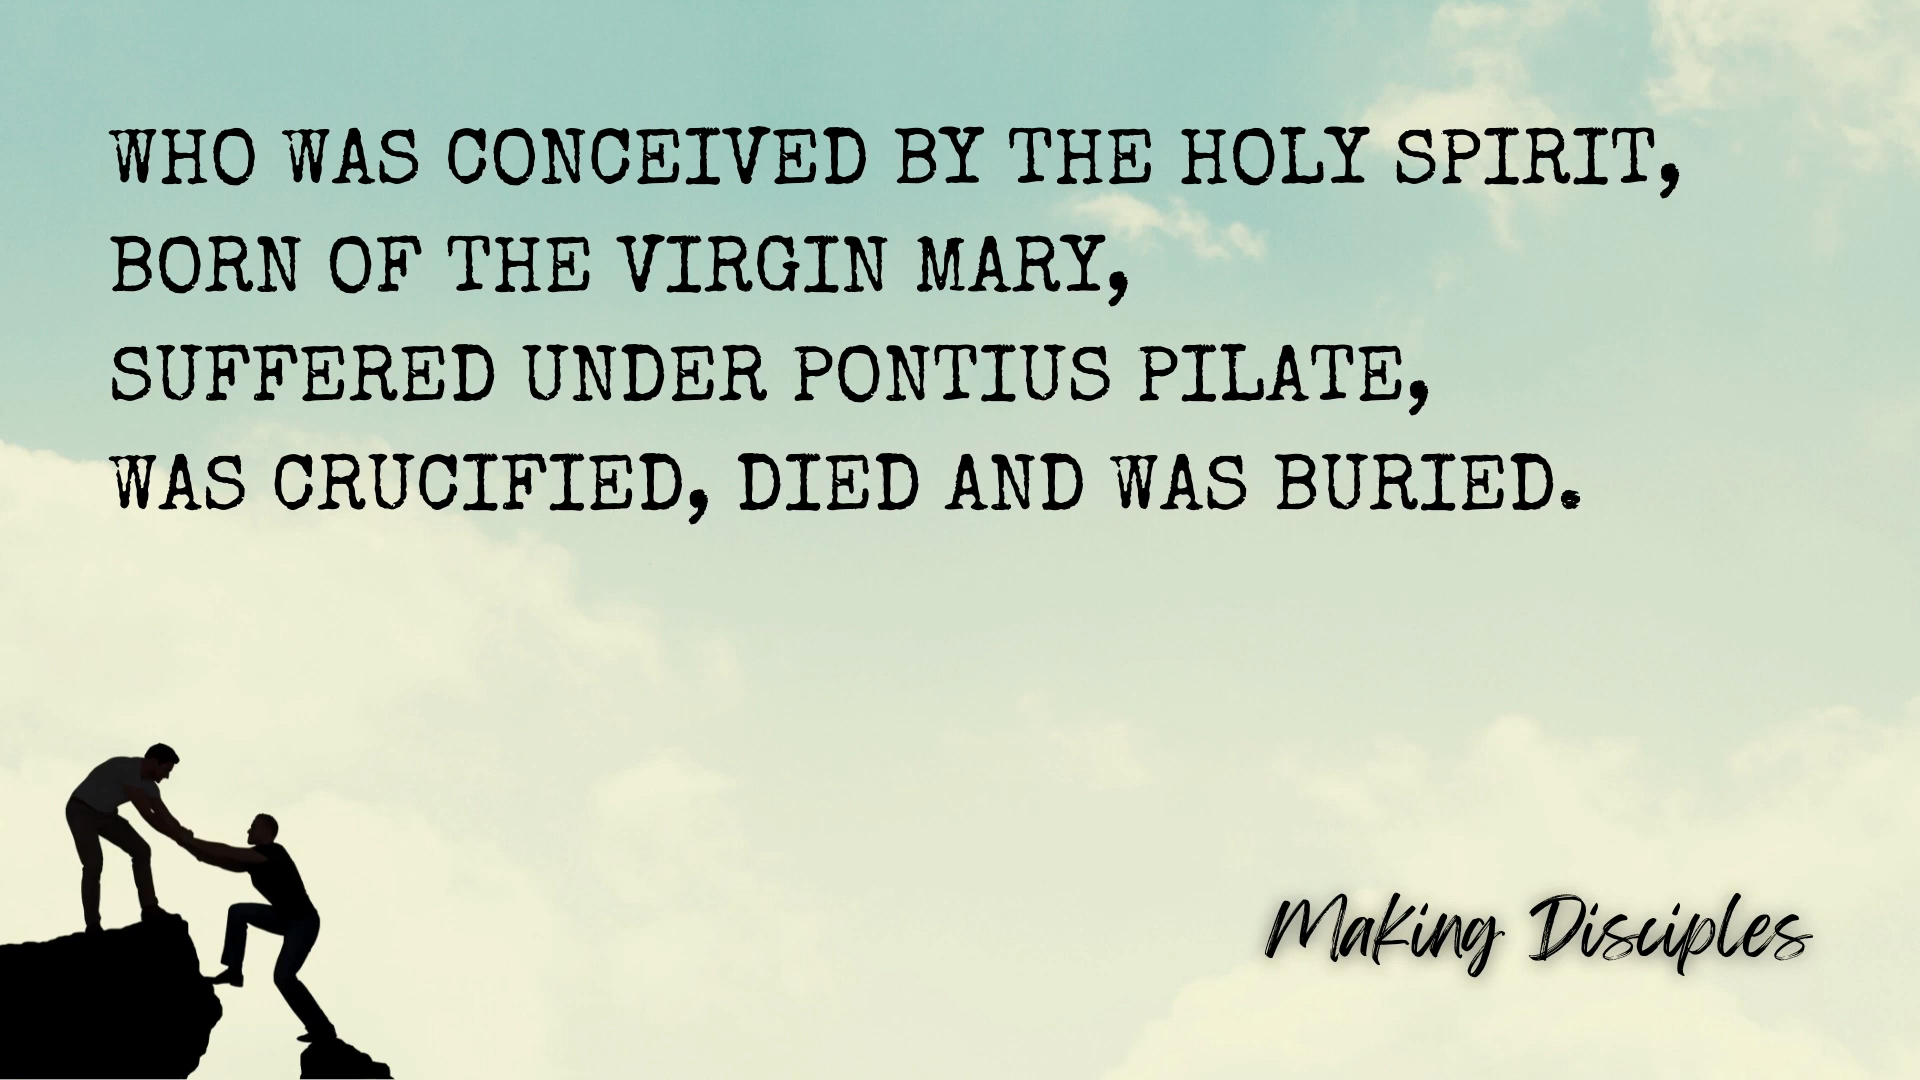 WHO WAS CONCEIVED BY THE HOLY SPIRIT,
BORN OF THE VIRGIN MARY,
SUFFERED UNDER PONTIUS PILATE,
WAS CRUCIFIED, DIED AND WAS BURIED.
Making Disciples